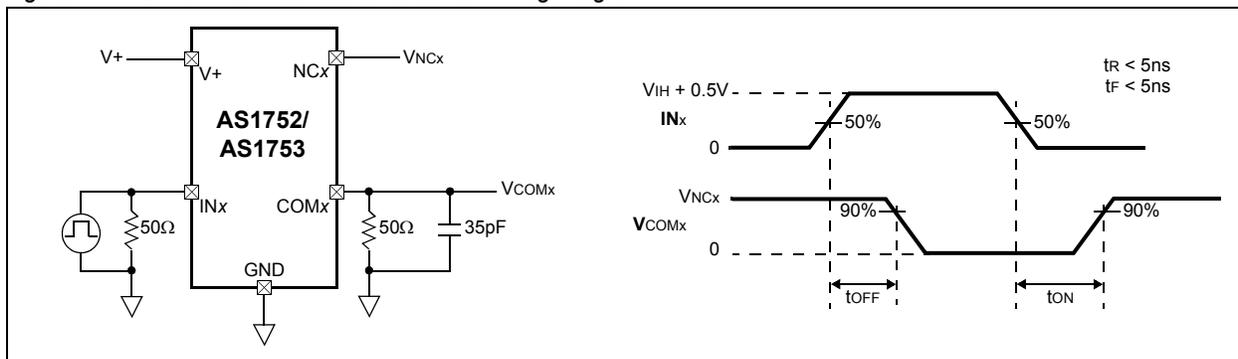 V+
V+
NCx
VNCx
AS1752/
AS1753
INx
COMx
VCOMx
50Ω
50Ω
35pF
GND
tR < 5ns
tF < 5ns
VIH + 0.5V
INx
50%
50%
0
VNCx
90%
90%
VCOMx
0
tOFF
tON